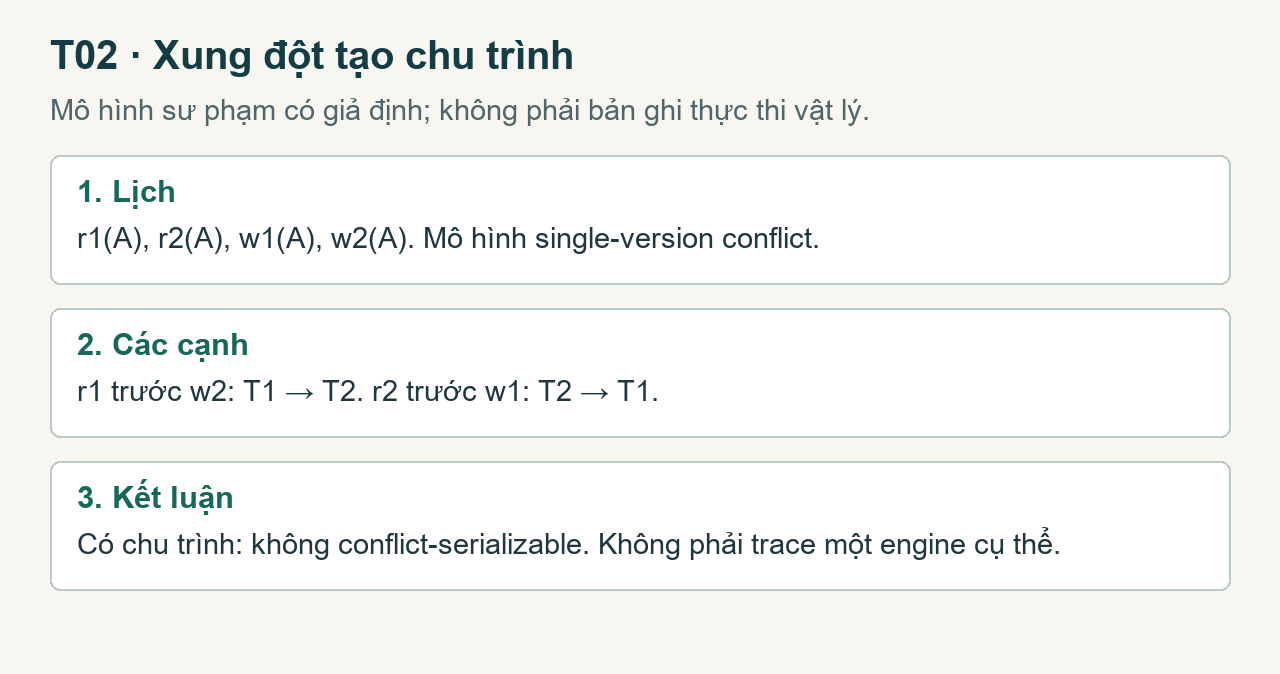 T02 · Xung đột tạo chu trình
Mô hình sư phạm có giả định; không phải bản ghi thực thi vật lý.
1. Lịch
r1(A), r2(A), w1(A), w2(A). Mô hình single-version conflict.
2. Các cạnh
r1 trước w2: T1 → T2. r2 trước w1: T2 → T1.
3. Kết luận
Có chu trình: không conflict-serializable. Không phải trace một engine cụ thể.